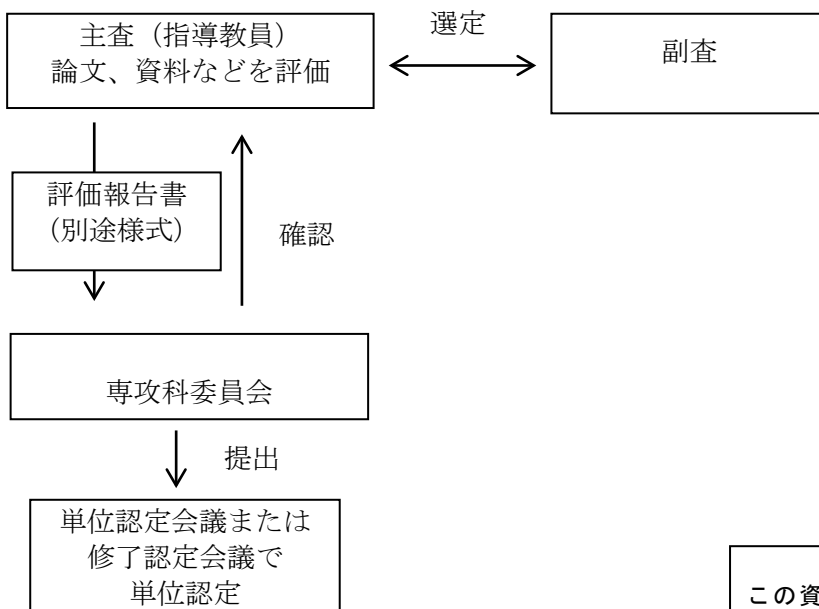 主査（指導教員）
論文、資料などを評価
選定
副査
評価報告書
（別途様式）
確認
専攻科委員会
提出
単位認定会議または
修了認定会議で
単位認定
この資